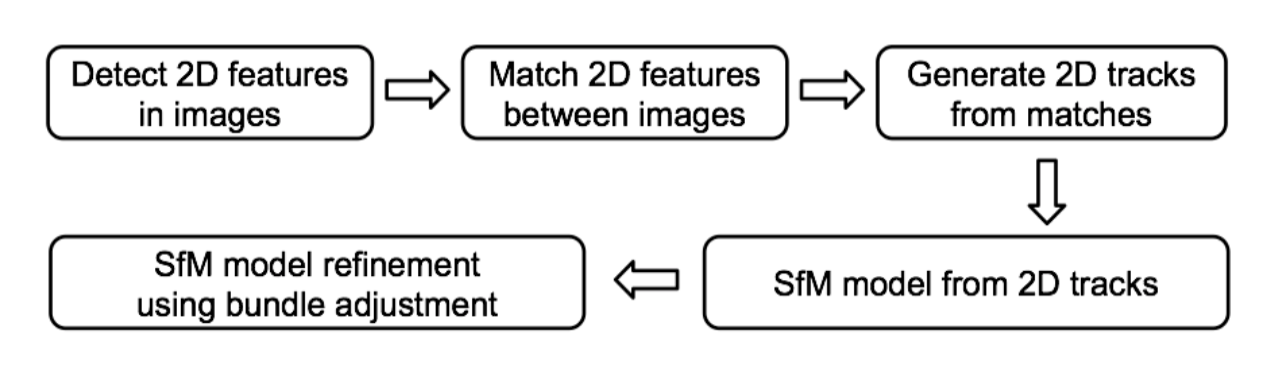 Detect 2D features
in images
Match 2D features
between images
Generate 2D tracks
from matches
SfM model from 2D tracks
SfM model refinement
using bundle adjustment